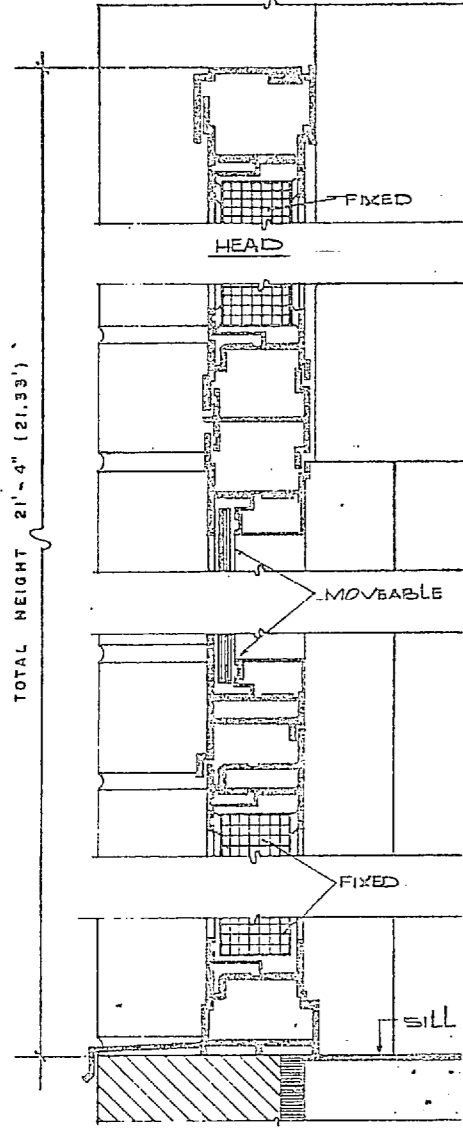 FIXED
HEAD
TOTAL HEIGHT 21'-4" (21.33')
MOVEABLE
FIXED
SILL